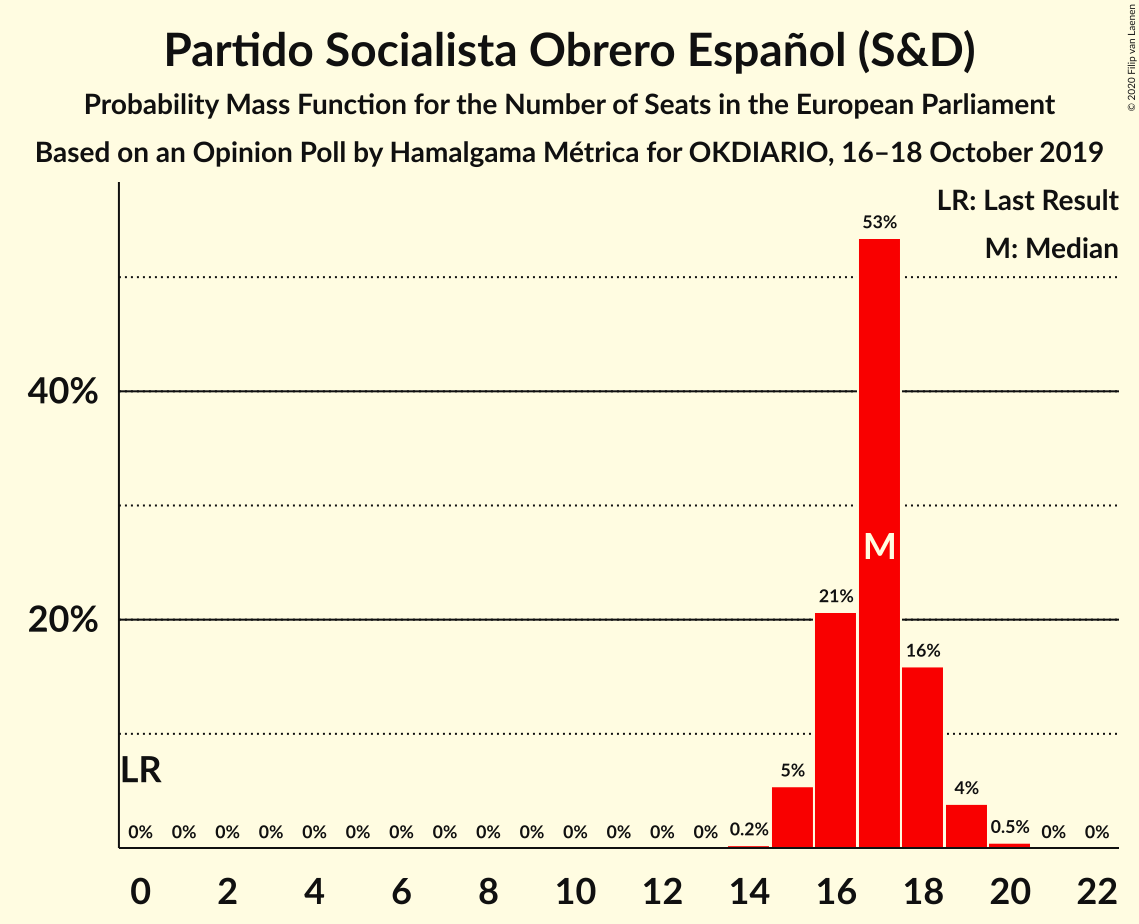 Partido Socialista Obrero Español (S&D)
Probability Mass Function for the Number of Seats in the European Parliament
Based on an Opinion Poll by Hamalgama Métrica for OKDIARIO, 16–18 October 2019
© 2020 Filip van Laenen
LR: Last Result
M: Median
53%
40%
M
21%
20%
16%
LR
5%
4%
0% 0% 0% 0% 0% 0% 0% 0% 0% 0% 0% 0% 0% 0% 0.2% 0.5% 0% 0%
0 2 4 6 8 10 12 14 16 18 20 22